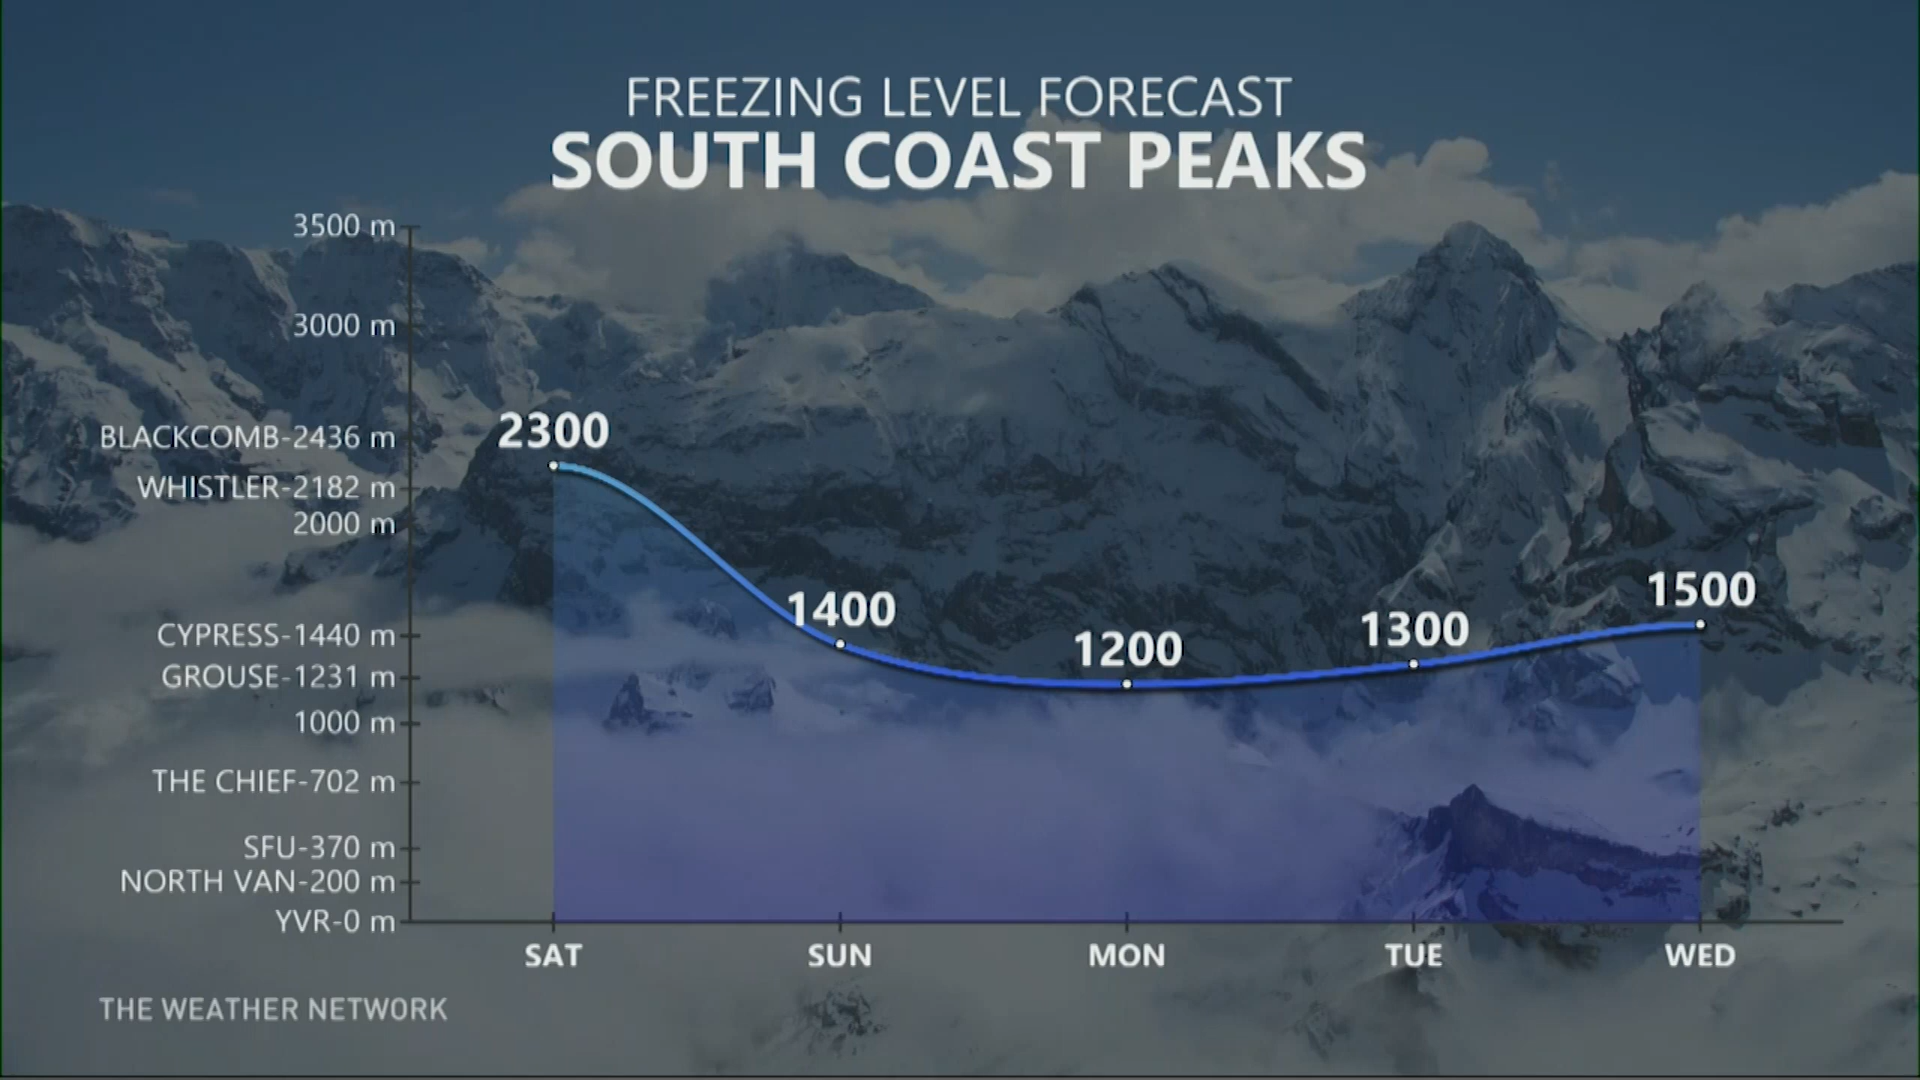 FREEZING LEVEL FORECAST
SOUTH COAST PEAKS
3500 m
3000 m
BLACKCOMB-2436 m
WHISTLER-2182 m
2000 m
CYPRESS-1440 m
GROUSE-1231 m
1000 m
THE CHIEF-702 m
SFU-370 m
NORTH VAN-200 m
YVR-0 m
2300
1400
1200
1300
1500
SAT SUN MON TUE WED
THE WEATHER NETWORK